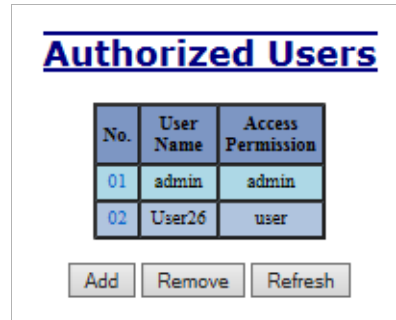 Authorized Users
No. User Name Access Permission
01 admin admin
02 User26 user
Add Remove Refresh